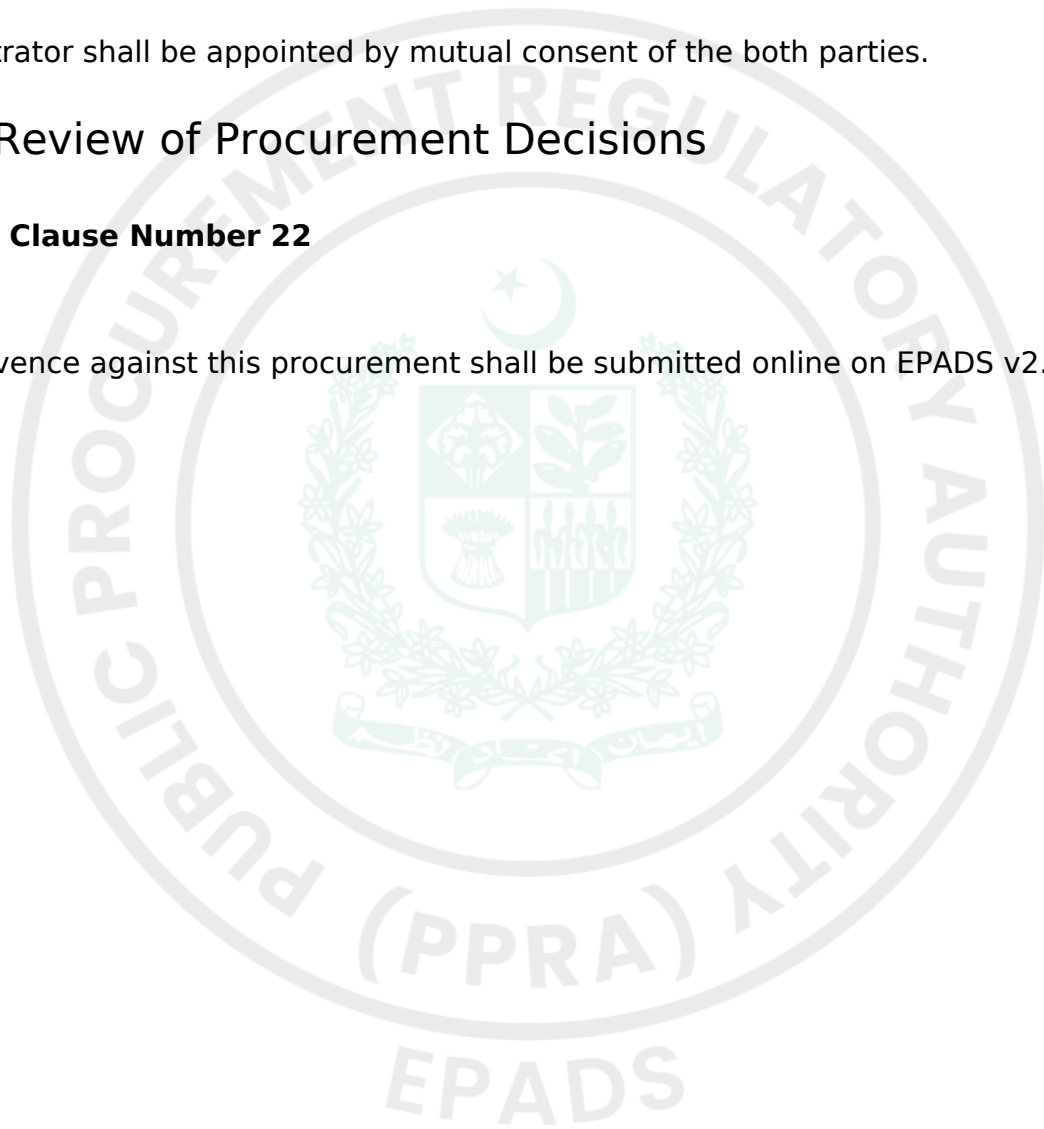 trator shall be appointed by mutual consent of the both parties.
Review of Procurement Decisions
Clause Number 22
vence against this procurement shall be submitted online on EPADS v2.
PUBLIC PROCUREMENT REGULATORY AUTHORITY
(PPRA)
EPADS